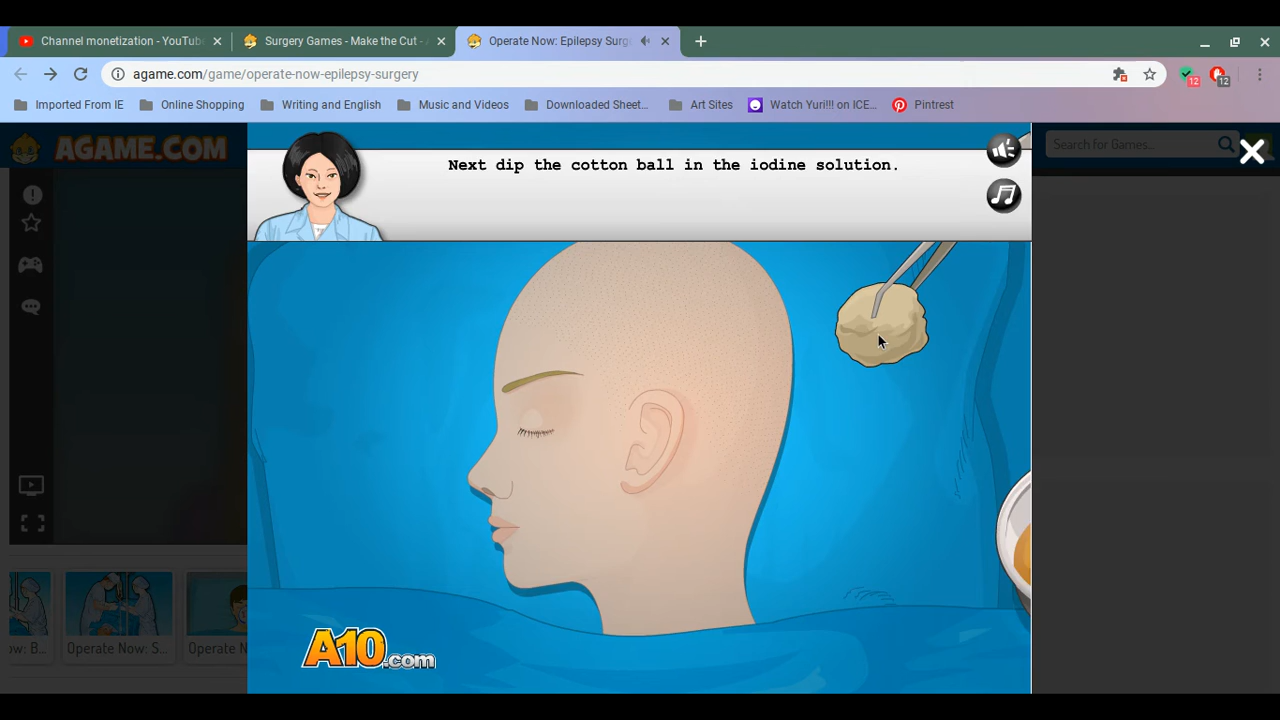 Channel monetization - YouTub
Surgery Games - Make the Cut -
Operate Now: Epilepsy Surg
agame.com/game/operate-now-epilepsy-surgery
12
12
Imported From IE
Online Shopping
Writing and English
Music and Videos
Downloaded Sheet...
Art Sites
Watch Yuri!!! on ICE...
Pintrest
AGAME.COM
Search for Games...
Next dip the cotton ball in the iodine solution.
ow: B...
Operate Now: S...
Operate N
A10.com